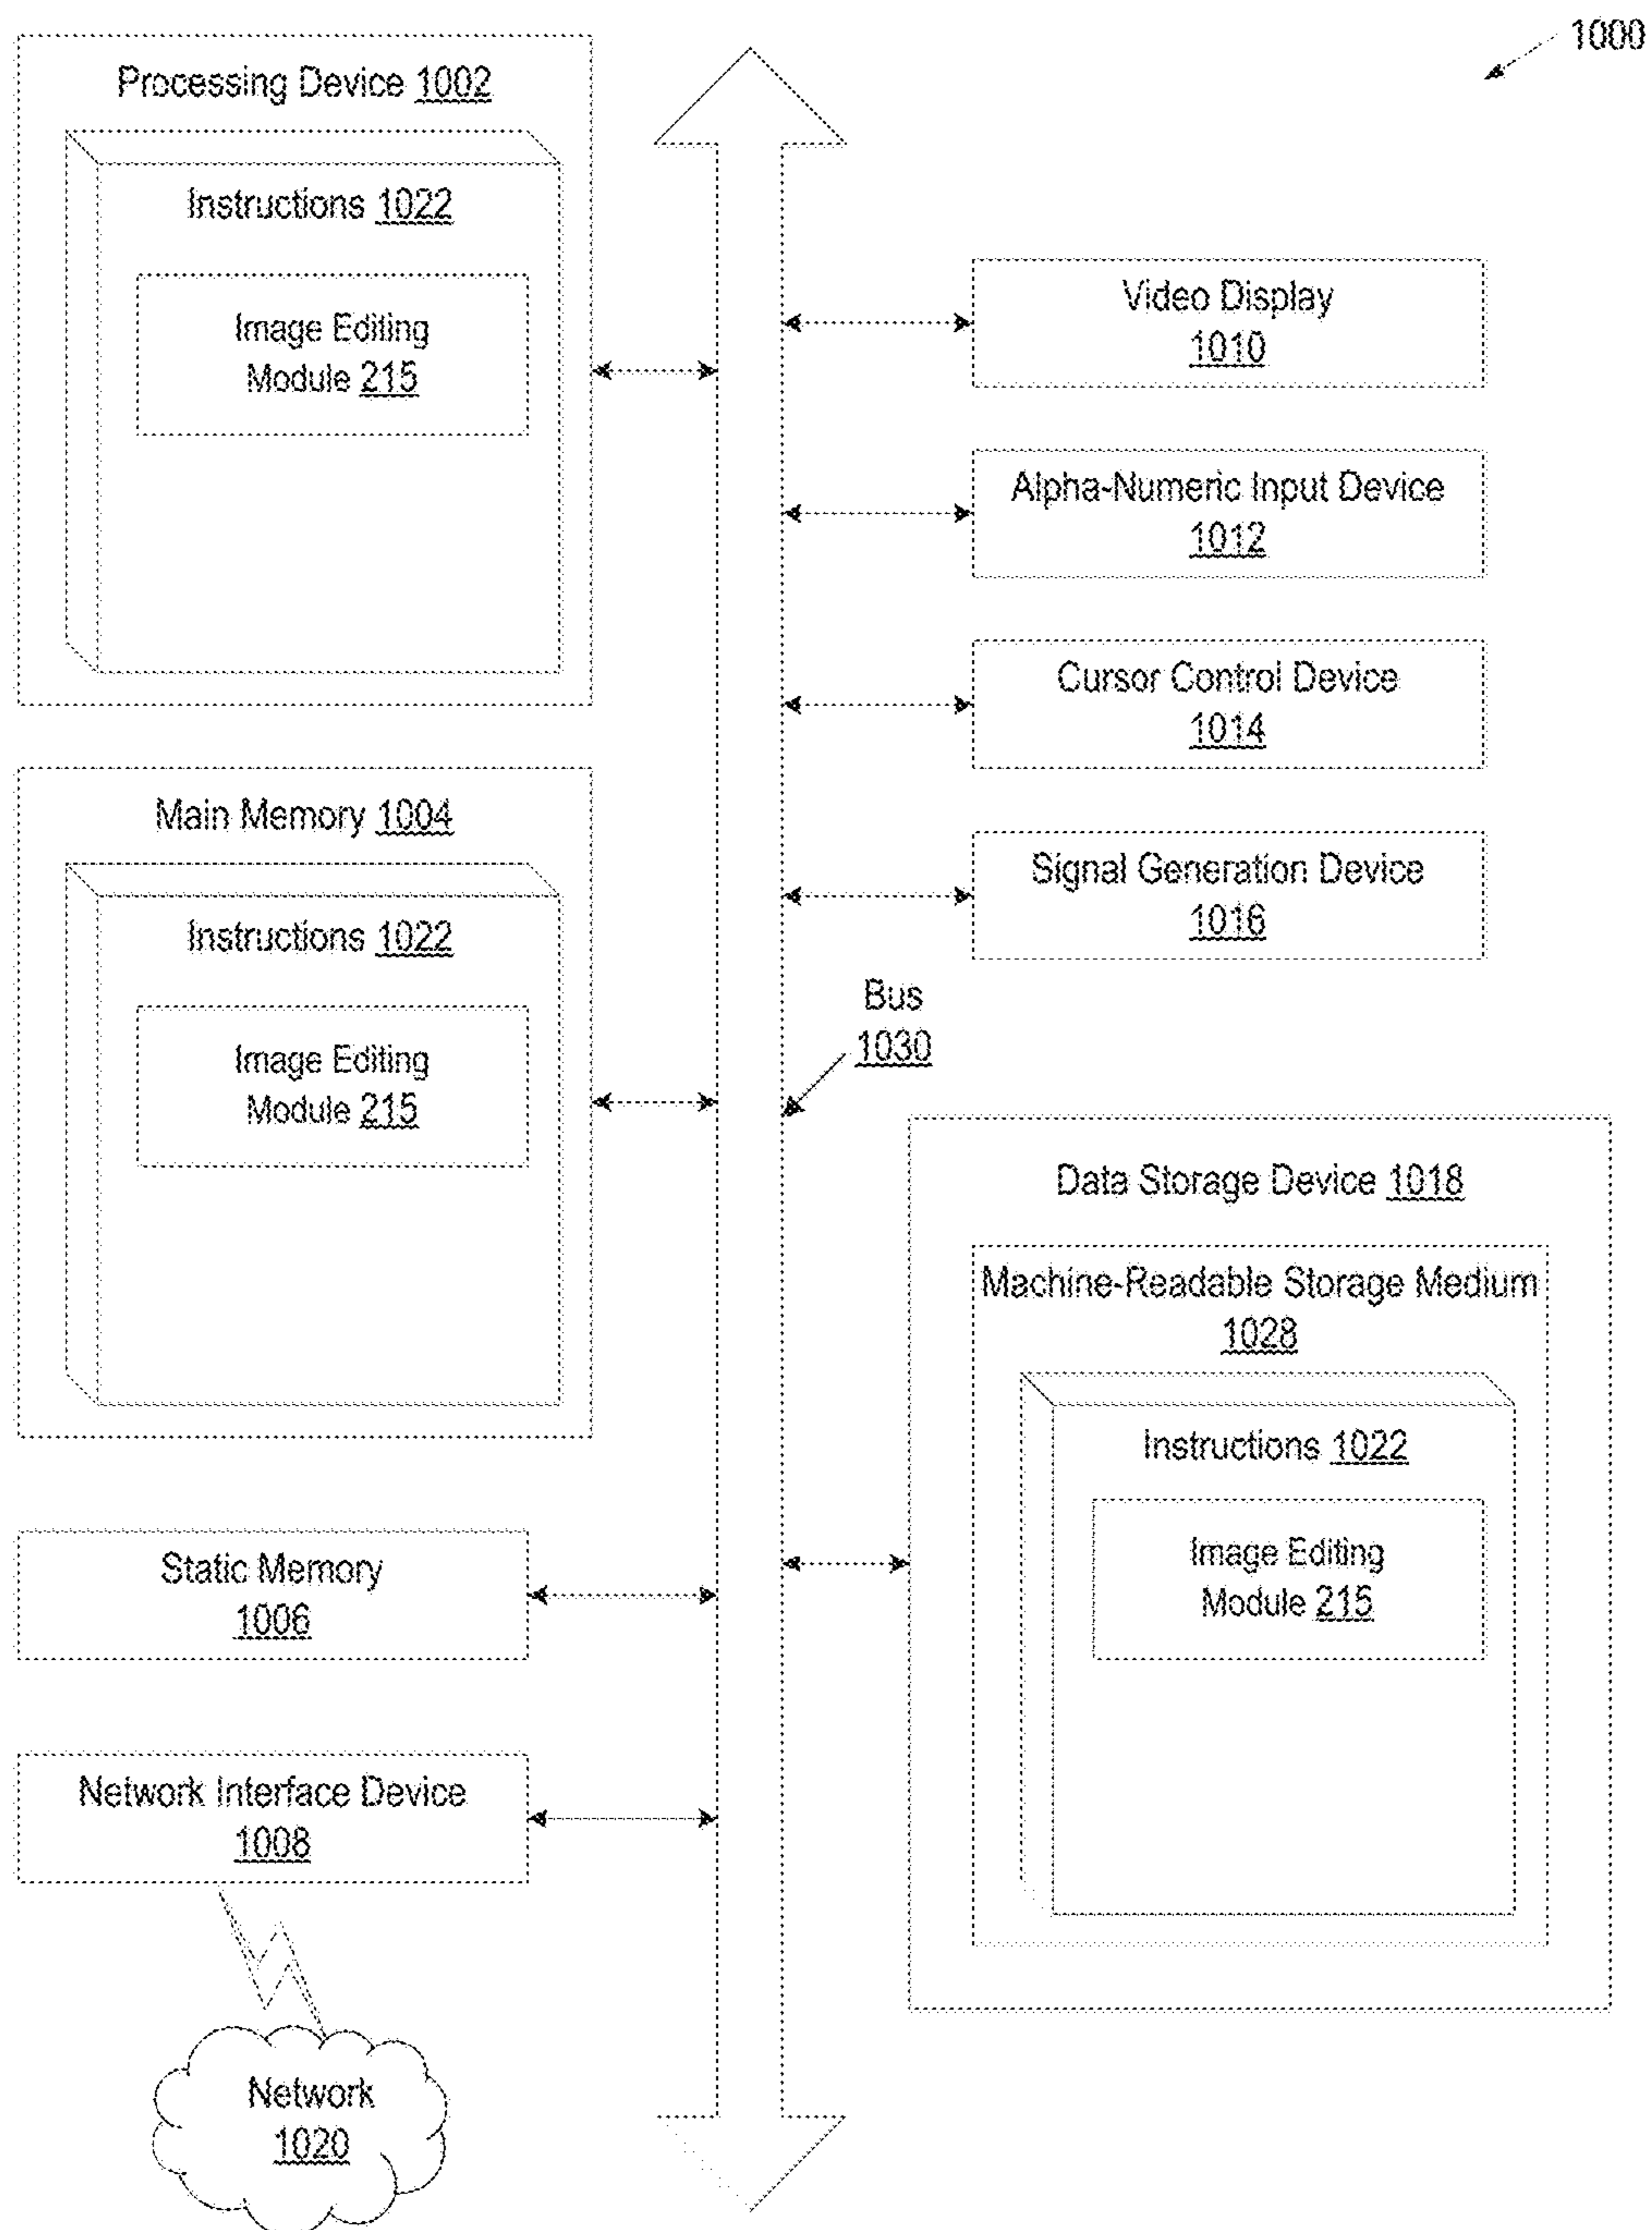 1000
Processing Device 1002
Instructions 1022
Image Editing
Module 215
Main Memory 1004
Instructions 1022
Image Editing
Module 215
Static Memory
1006
Network Interface Device
1008
Network
1020
Video Display
1010
Alpha-Numeric Input Device
1012
Cursor Control Device
1014
Signal Generation Device
1016
Bus
1030
Data Storage Device 1018
Machine-Readable Storage Medium
1028
Instructions 1022
Image Editing
Module 215